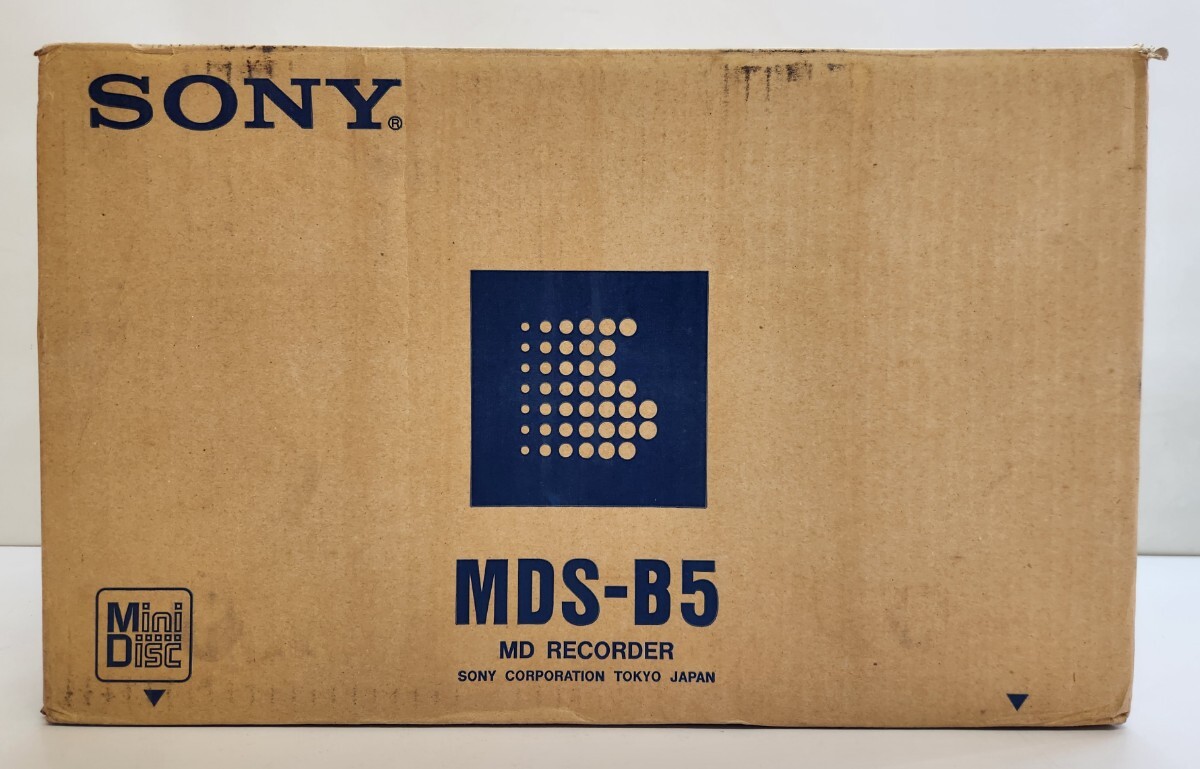 SONY®
MDS-B5
MD RECORDER
SONY CORPORATION TOKYO JAPAN
Mini
Disc